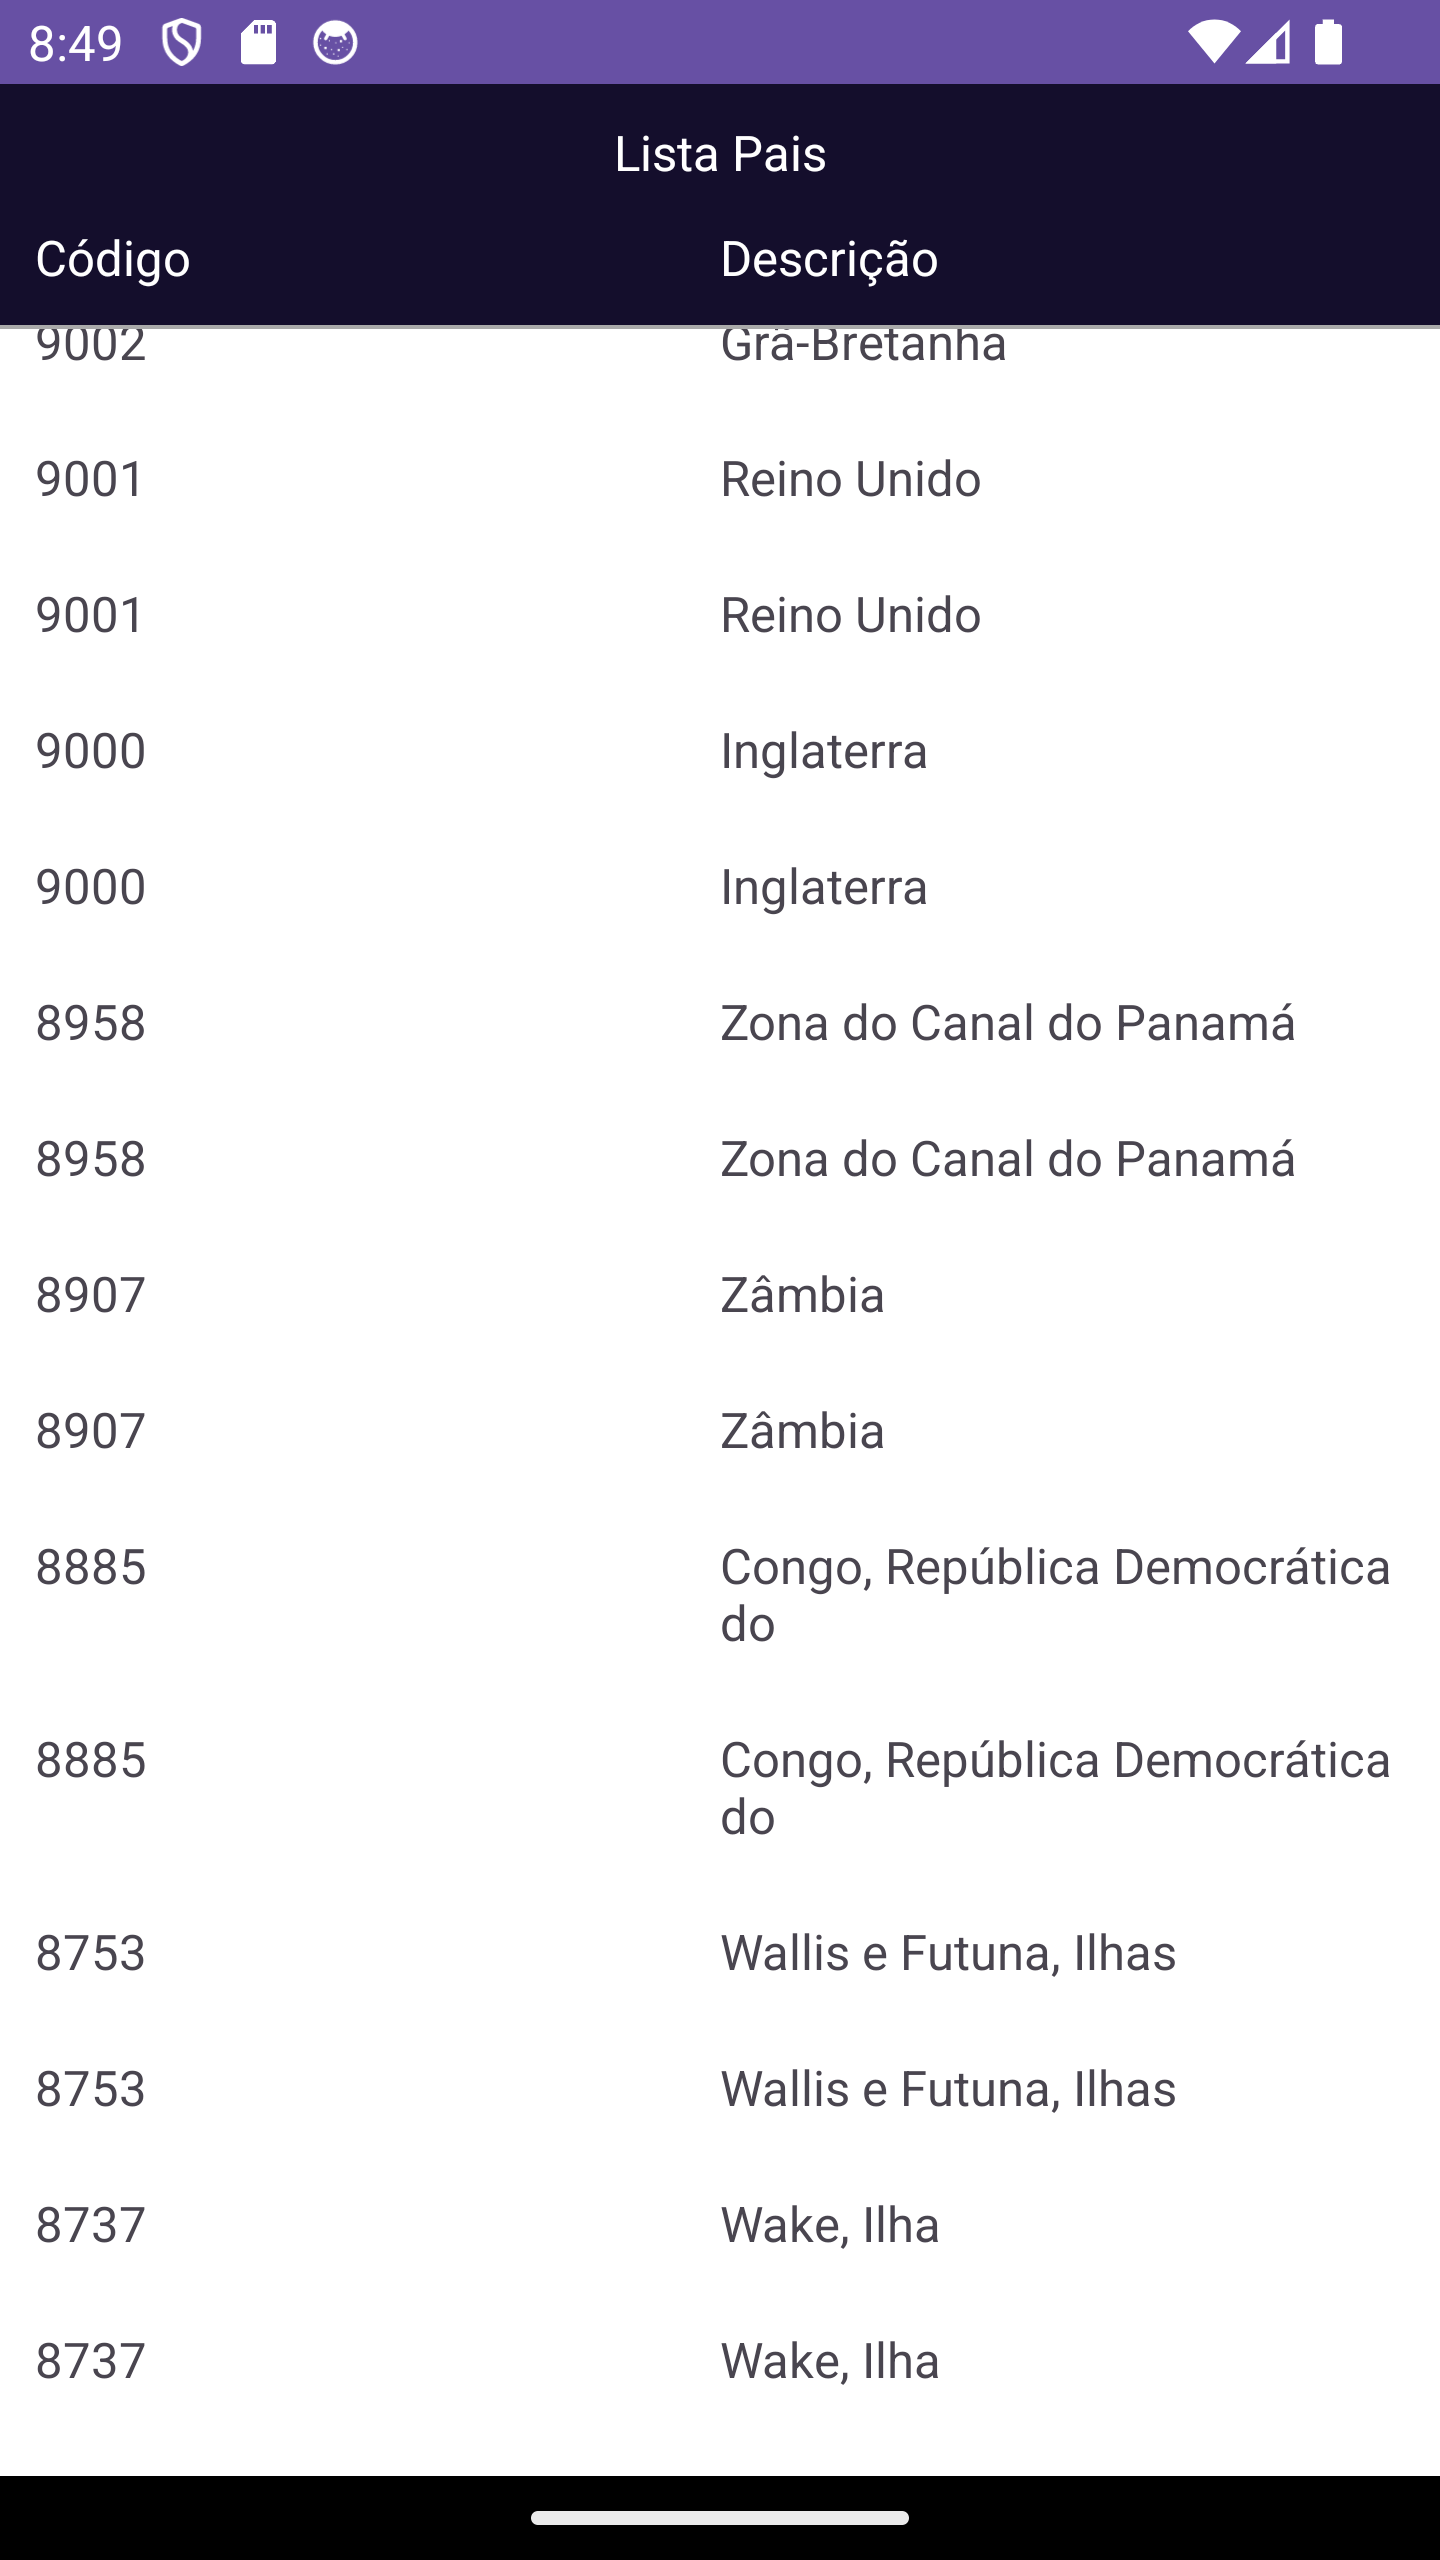 8:49
Lista Pais
Código Descrição
9002 Grã-Bretanha
9001 Reino Unido
9001 Reino Unido
9000 Inglaterra
9000 Inglaterra
8958 Zona do Canal do Panamá
8958 Zona do Canal do Panamá
8907 Zâmbia
8907 Zâmbia
8885 Congo, República Democrática
do
8885 Congo, República Democrática
do
8753 Wallis e Futuna, Ilhas
8753 Wallis e Futuna, Ilhas
8737 Wake, Ilha
8737 Wake, Ilha